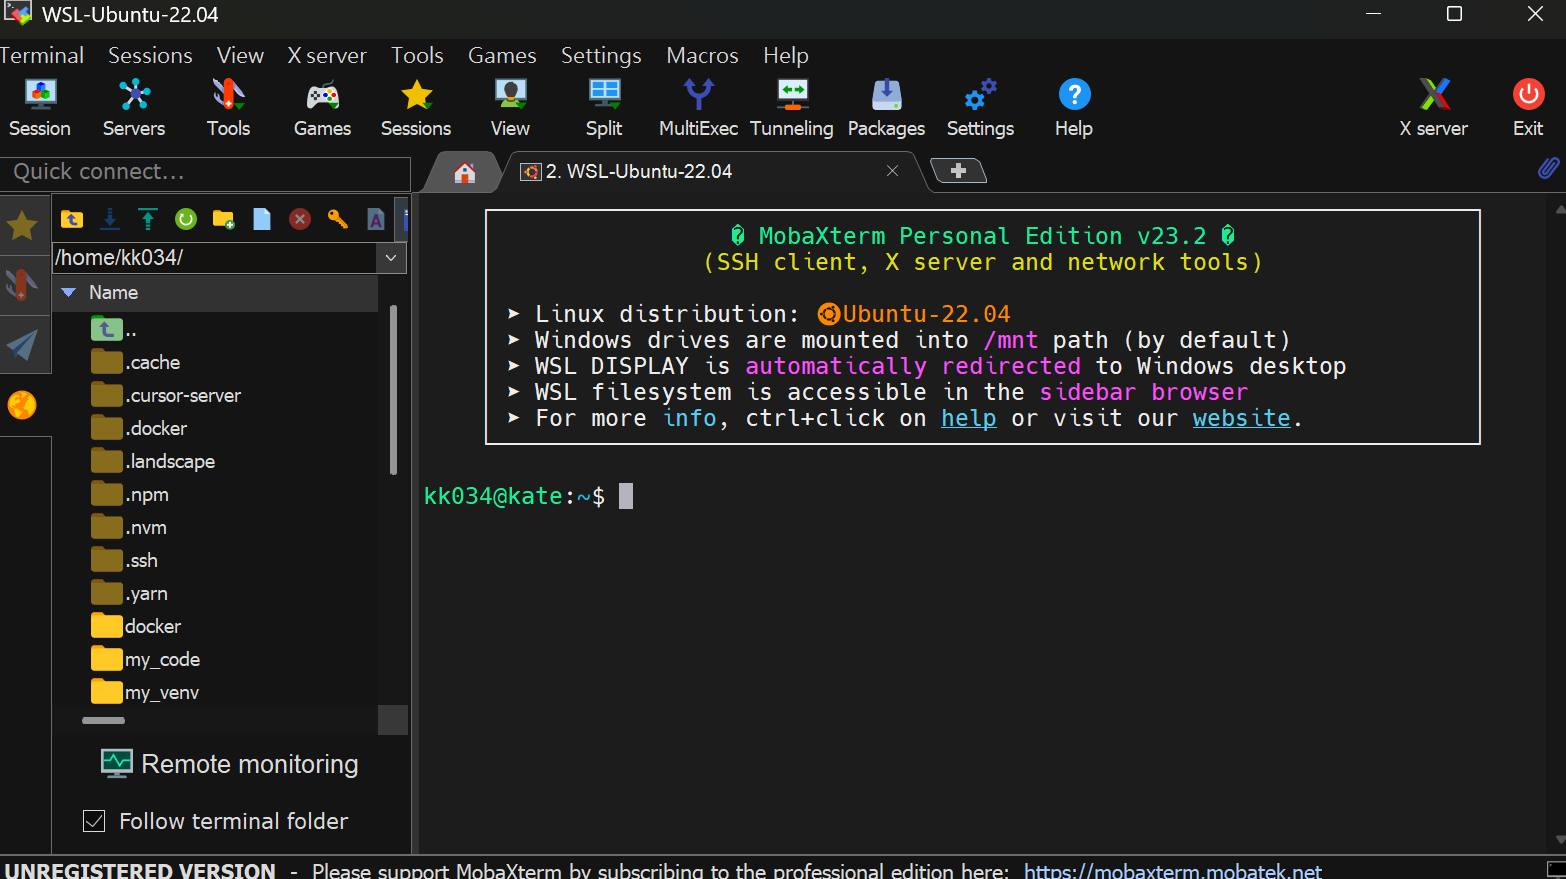 WSL-Ubuntu-22.04
Terminal Sessions View X server Tools Games Settings Macros Help
Session Servers Tools Games Sessions View Split MultiExec Tunneling Packages Settings Help X server Exit
Quick connect...
2. WSL-Ubuntu-22.04
/home/kk034/
Name
..
.cache
.cursor-server
.docker
.landscape
.npm
.nvm
.ssh
.yarn
docker
my_code
my_venv
Remote monitoring
Follow terminal folder
� MobaXterm Personal Edition v23.2 �
(SSH client, X server and network tools)
➤ Linux distribution: Ubuntu-22.04
➤ Windows drives are mounted into /mnt path (by default)
➤ WSL DISPLAY is automatically redirected to Windows desktop
➤ WSL filesystem is accessible in the sidebar browser
➤ For more info, ctrl+click on help or visit our website.
kk034@kate:~$
UNREGISTERED VERSION - Please support MobaXterm by subscribing to the professional edition here: https://mobaxterm.mobatek.net